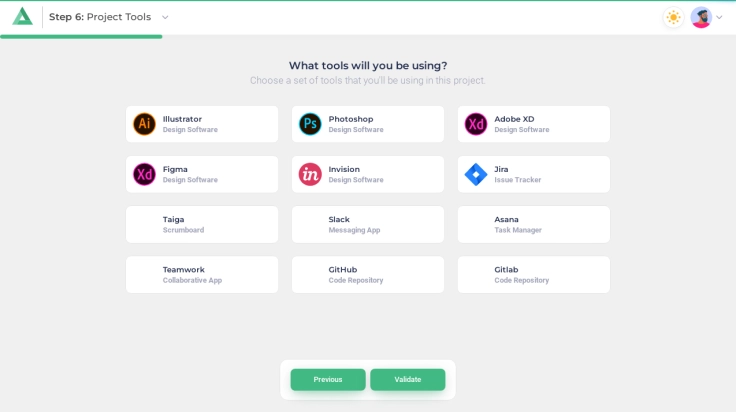 Step 6: Project Tools
What tools will you be using?
Choose a set of tools that you'll be using in this project.
Ai Illustrator
Design Software
Ps Photoshop
Design Software
Xd Adobe XD
Design Software
Xd Figma
Design Software
in Invision
Design Software
Jira
Issue Tracker
Taiga
Scrumboard
Slack
Messaging App
Asana
Task Manager
Teamwork
Collaborative App
GitHub
Code Repository
Gitlab
Code Repository
Previous
Validate